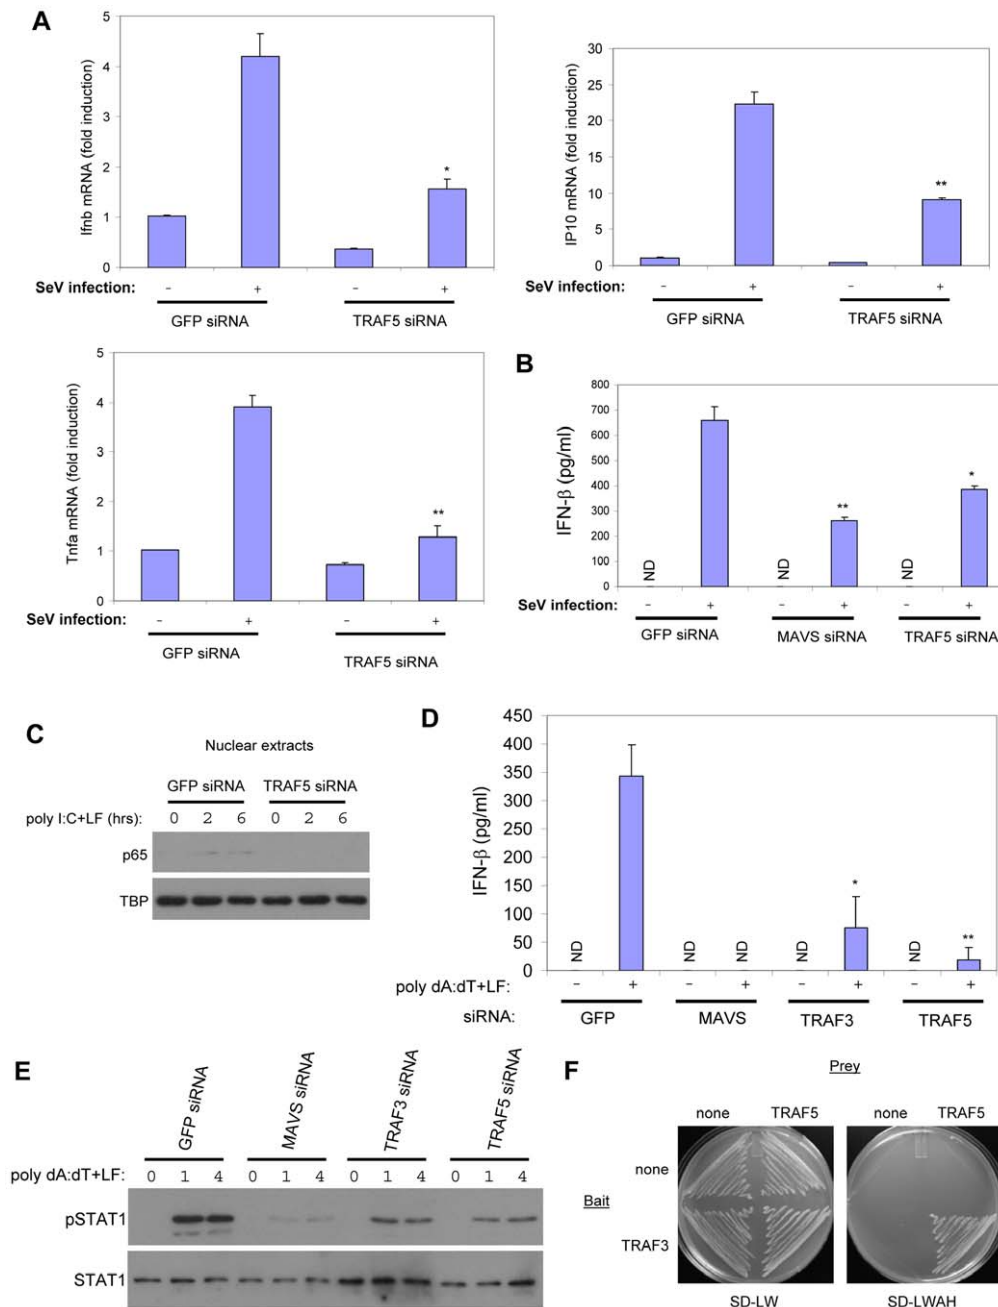 A
Ifnb mRNA (fold induction)
5
4
3
2
1
0
SeV infection:
- + - +
*
GFP siRNA TRAF5 siRNA
IP10 mRNA (fold induction)
30
25
20
15
10
5
0
**
- + - +
GFP siRNA TRAF5 siRNA
Tnfa mRNA (fold induction)
5
4
3
2
1
0
**
SeV infection: - + - +
GFP siRNA TRAF5 siRNA
B
IFN-β (pg/ml)
800
700
600
500
400
300
200
100
0
ND ND ** ND *
SeV infection: - + - + - +
GFP siRNA MAVS siRNA TRAF5 siRNA
C
Nuclear extracts
GFP siRNA TRAF5 siRNA
poly I:C+LF (hrs): 0 2 6 0 2 6
p65
TBP
D
IFN-β (pg/ml)
450
400
350
300
250
200
150
100
50
0
ND ND ND ND * ND **
poly dA:dT+LF: - + - + - + - +
siRNA: GFP MAVS TRAF3 TRAF5
E
GFP siRNA MAVS siRNA TRAF3 siRNA TRAF5 siRNA
poly dA:dT+LF: 0 1 4 0 1 4 0 1 4 0 1 4
pSTAT1
STAT1
F
Prey
none TRAF5 none TRAF5
none
Bait
TRAF3
SD-LW SD-LWAH